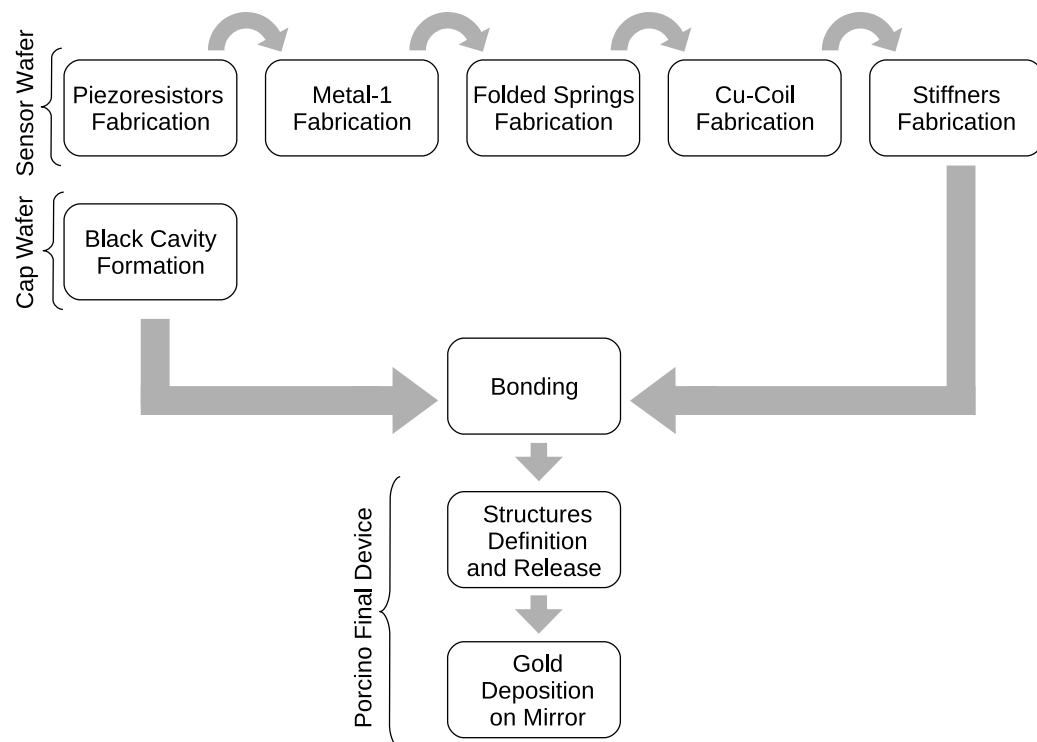 Sensor Wafer
Piezoresistors
Fabrication
Metal-1
Fabrication
Folded Springs
Fabrication
Cu-Coil
Fabrication
Stiffners
Fabrication
Cap Wafer
Black Cavity
Formation
Bonding
Porcino Final Device
Structures
Definition
and Release
Gold
Deposition
on Mirror